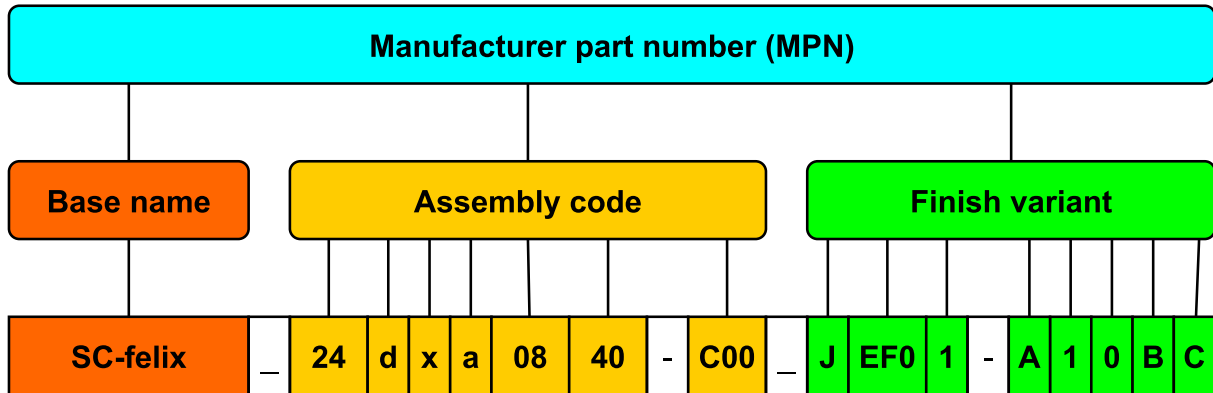 Manufacturer part number (MPN)
Base name Assembly code Finish variant
SC-felix _ 24 d x a 08 40 - C00 _ J EF0 1 - A 1 0 B C